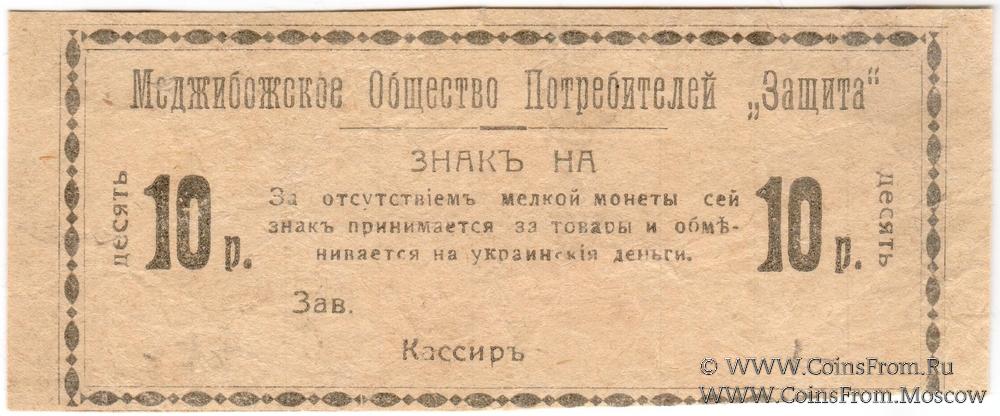 Меджибожское Общество Потребителей „Защита“
ЗНАКЪ НА
десять
10 р.
За отсутствіемъ мелкой монеты сей
знакъ принимается за товары и обмѣ-
нивается на украинскія деньги.
10 р.
десять
Зав.
Кассиръ
© WWW.CoinsFrom.Ru
WWW.CoinsFrom.Moscow